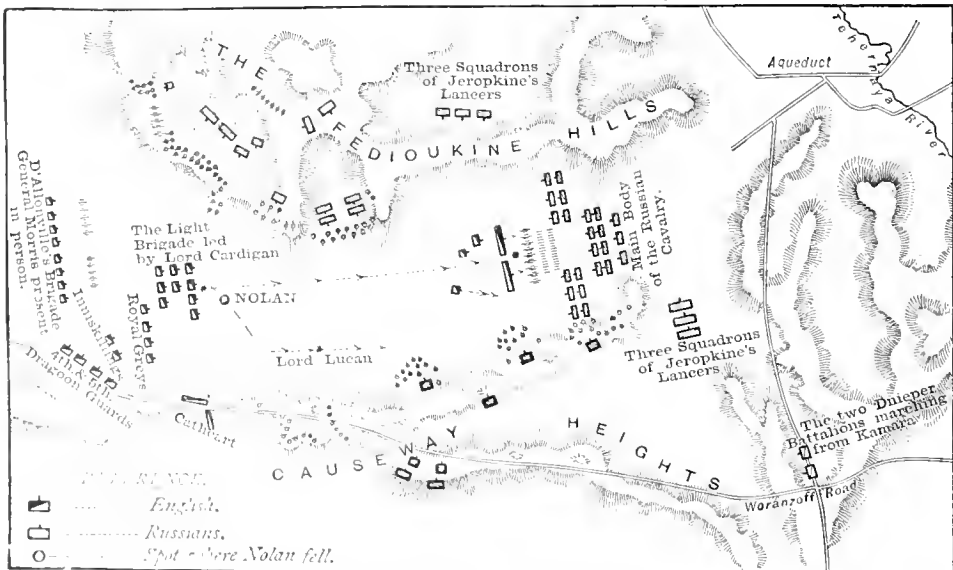 THE FEDIOUKINE HILLS
Three Squadrons
of Jeropkine's
Lancers
Aqueduct
Tchernaya River
D'Allonville's Brigade
General Morris present
in person.
The Light
Brigade led
by Lord Cardigan
NOLAN
Main Body
of the Russian
Cavalry.
Inniskillings
Royal Greys
Lord Lucan
4th & 5th
Dragoon Guards
Cathcart
Three Squadrons
of Jeropkine's
Lancers
CAUSEWAY HEIGHTS
The two Dnieper
Battalions marching
from Kamara
Woranzoff Road
English.
Russians.
Spot where Nolan fell.